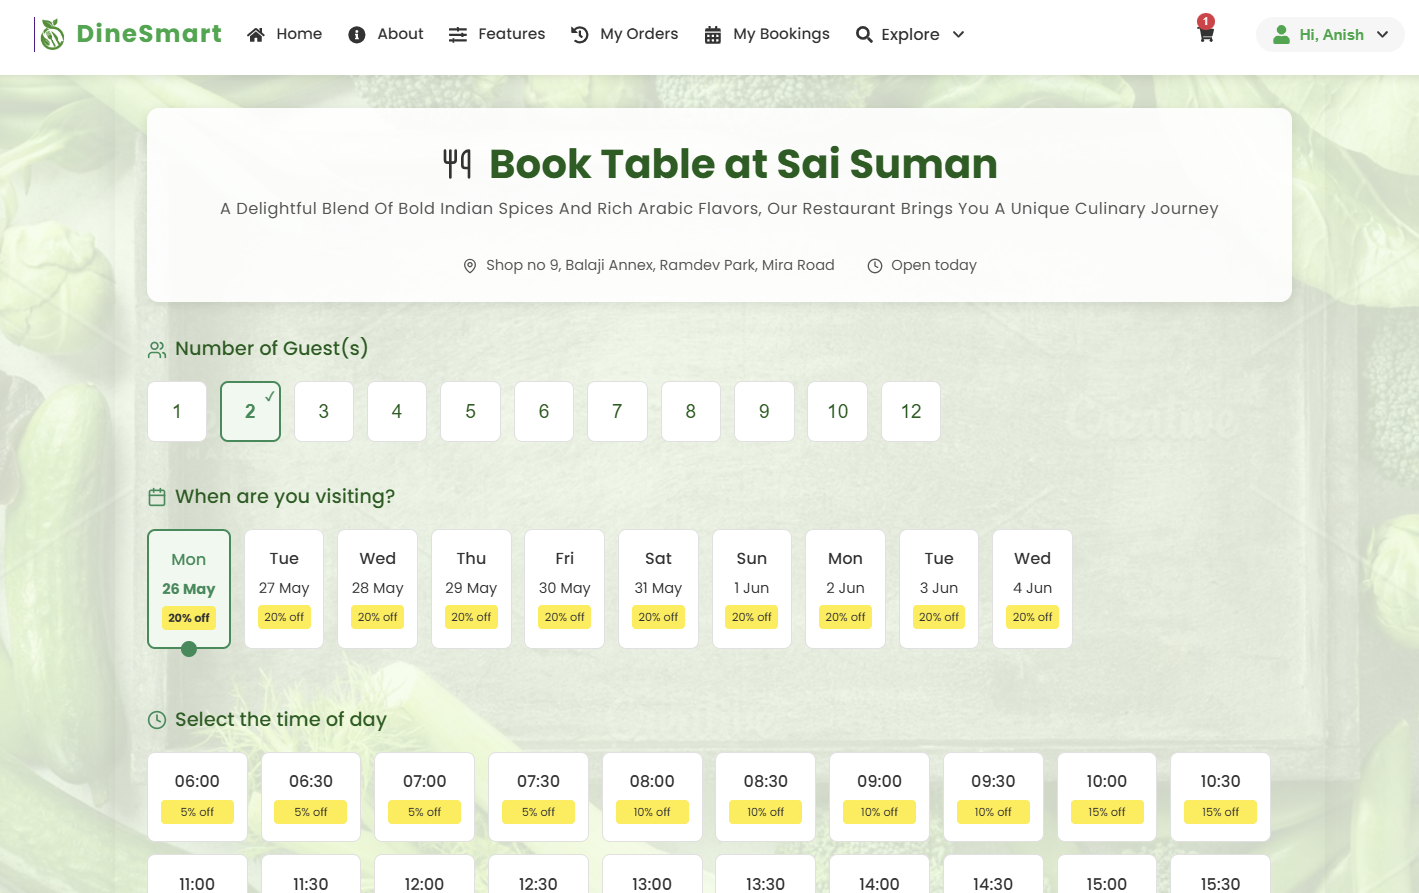 DineSmart Home About Features My Orders My Bookings Explore 1 Hi, Anish
Book Table at Sai Suman
A Delightful Blend Of Bold Indian Spices And Rich Arabic Flavors, Our Restaurant Brings You A Unique Culinary Journey
Shop no 9, Balaji Annex, Ramdev Park, Mira Road Open today
Number of Guest(s)
1 2 3 4 5 6 7 8 9 10 12
When are you visiting?
Mon Tue Wed Thu Fri Sat Sun Mon Tue Wed
26 May 27 May 28 May 29 May 30 May 31 May 1 Jun 2 Jun 3 Jun 4 Jun
20% off 20% off 20% off 20% off 20% off 20% off 20% off 20% off 20% off 20% off
Select the time of day
06:00 06:30 07:00 07:30 08:00 08:30 09:00 09:30 10:00 10:30
5% off 5% off 5% off 5% off 10% off 10% off 10% off 10% off 15% off 15% off
11:00 11:30 12:00 12:30 13:00 13:30 14:00 14:30 15:00 15:30